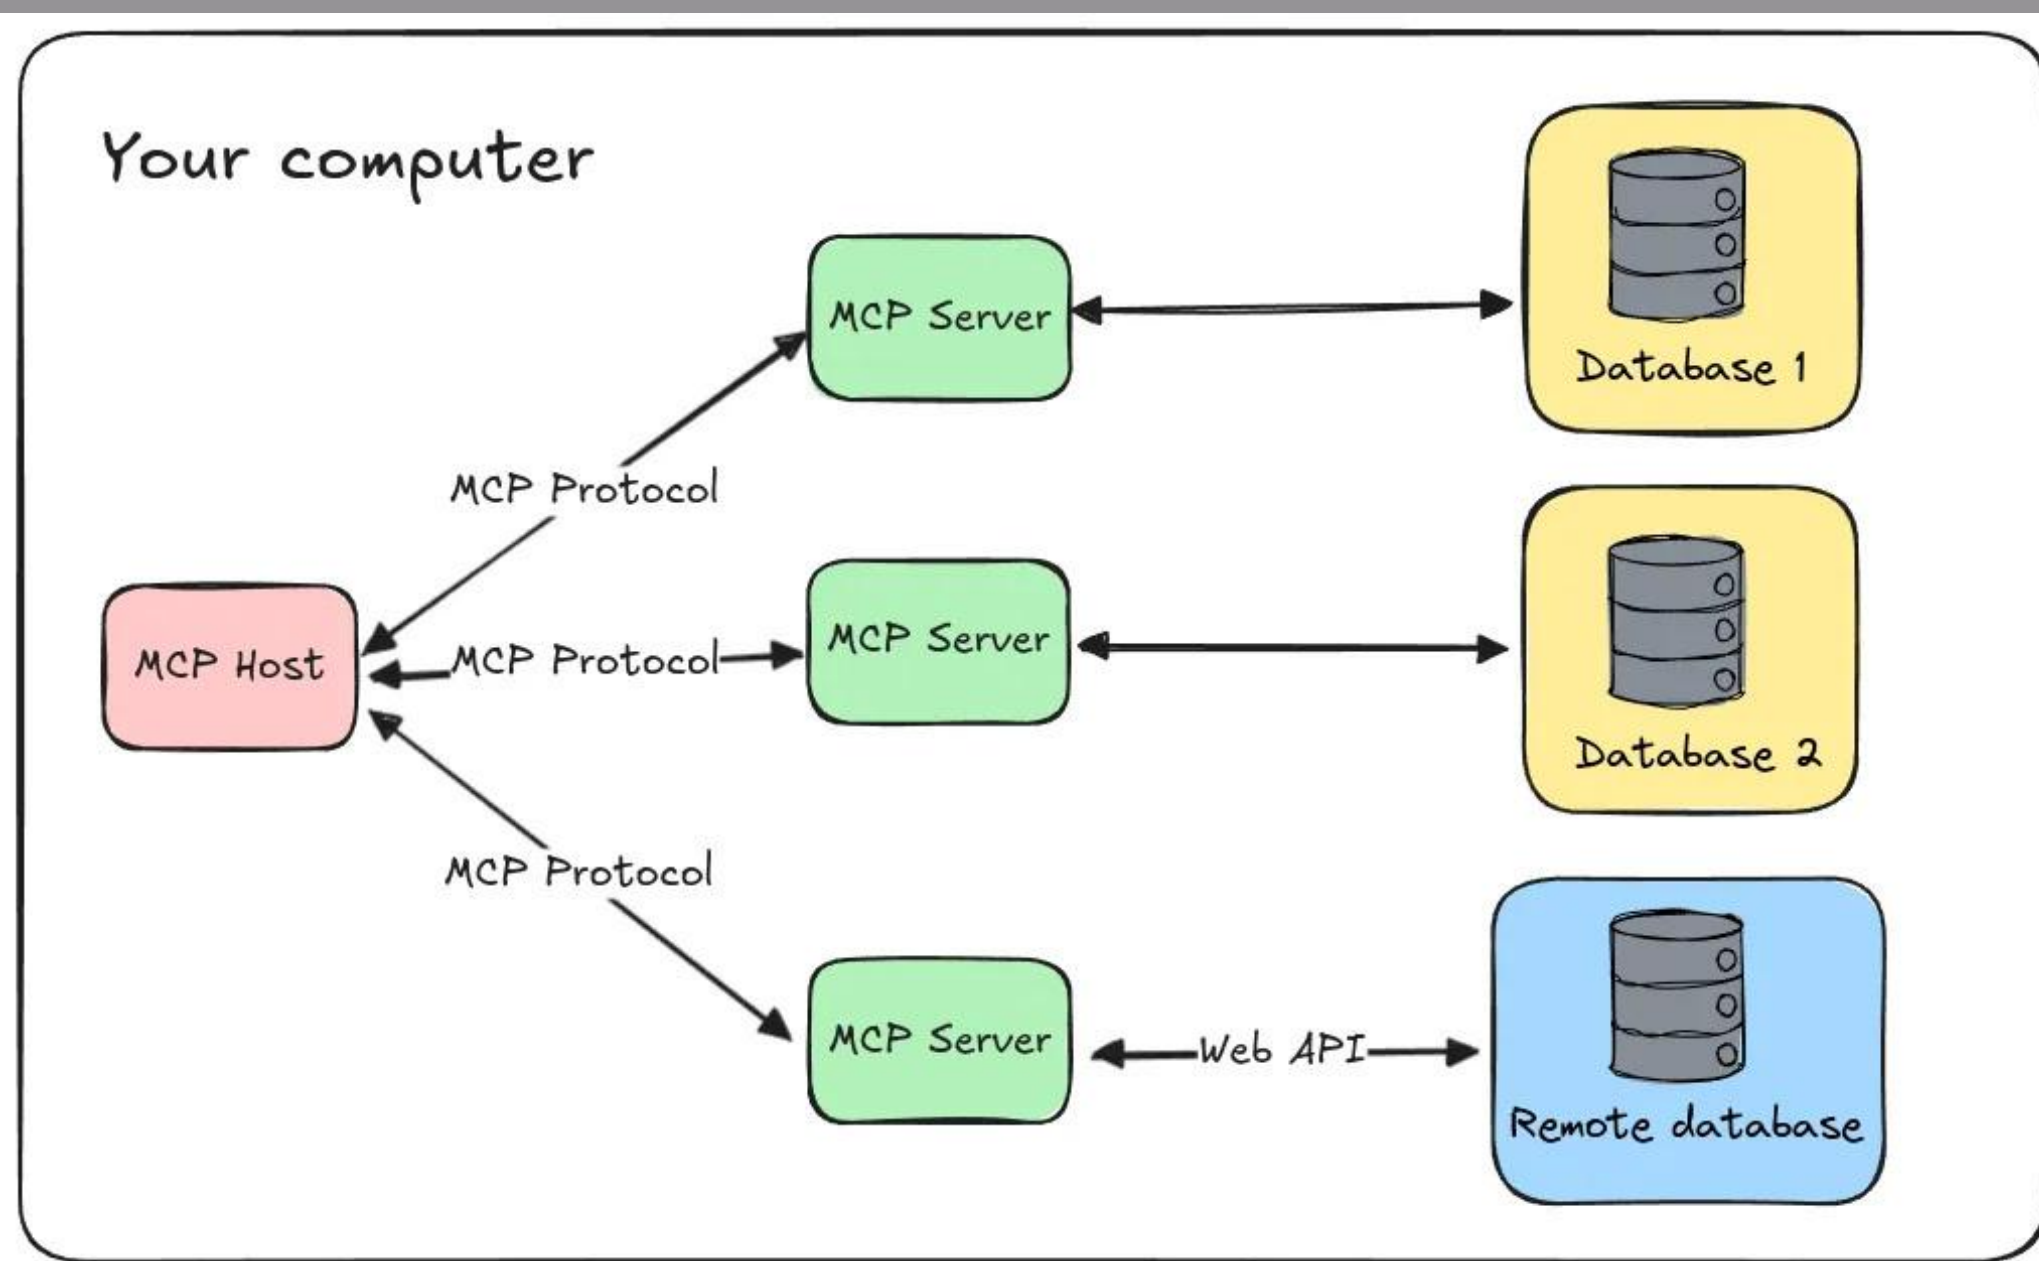 Your computer
MCP Server
Database 1
MCP Protocol
MCP Host
MCP Protocol
MCP Server
Database 2
MCP Protocol
MCP Server
Web API
Remote database